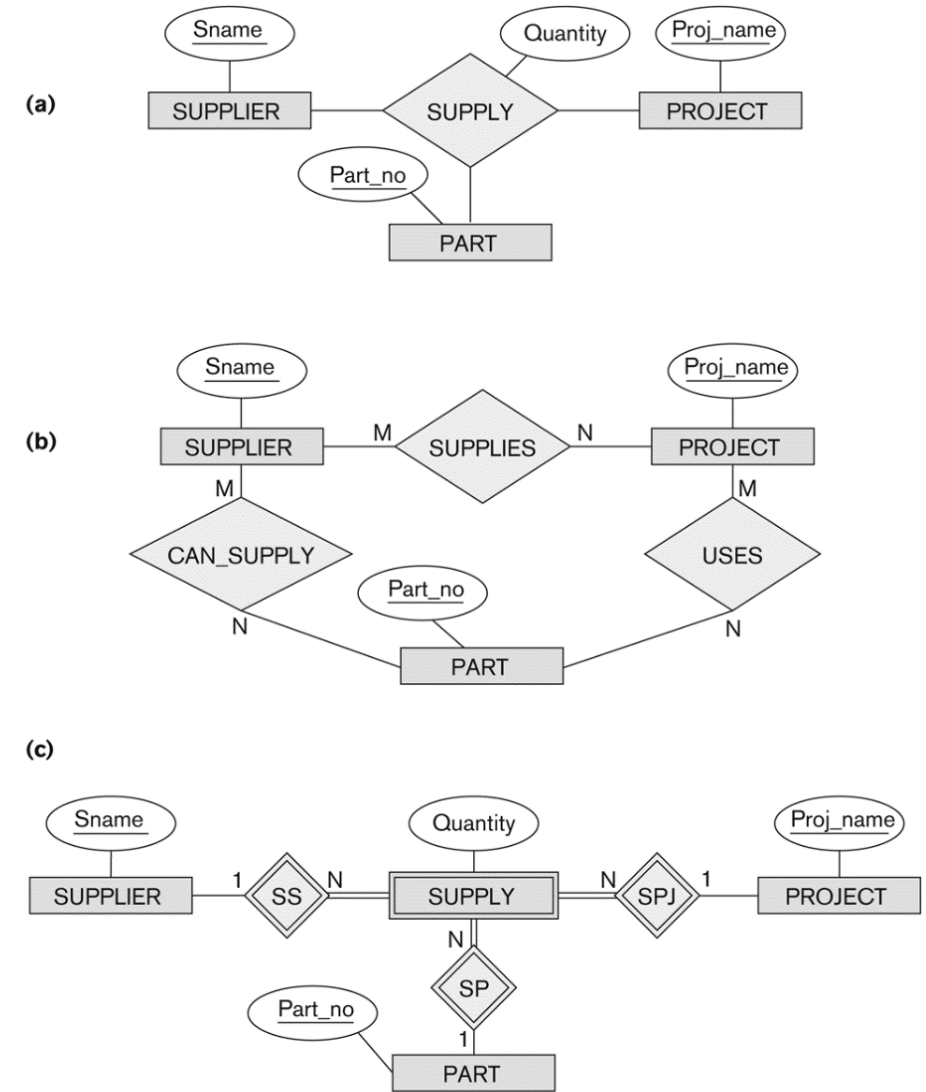 Sname
Quantity
Proj_name
(a)
SUPPLIER
SUPPLY
PROJECT
Part_no
PART
Sname
Proj_name
(b)
SUPPLIER
M
SUPPLIES
N
PROJECT
M
M
CAN_SUPPLY
USES
Part_no
N
N
PART
(c)
Sname
Quantity
Proj_name
SUPPLIER
1
SS
N
SUPPLY
N
SPJ
1
PROJECT
N
SP
Part_no
1
PART